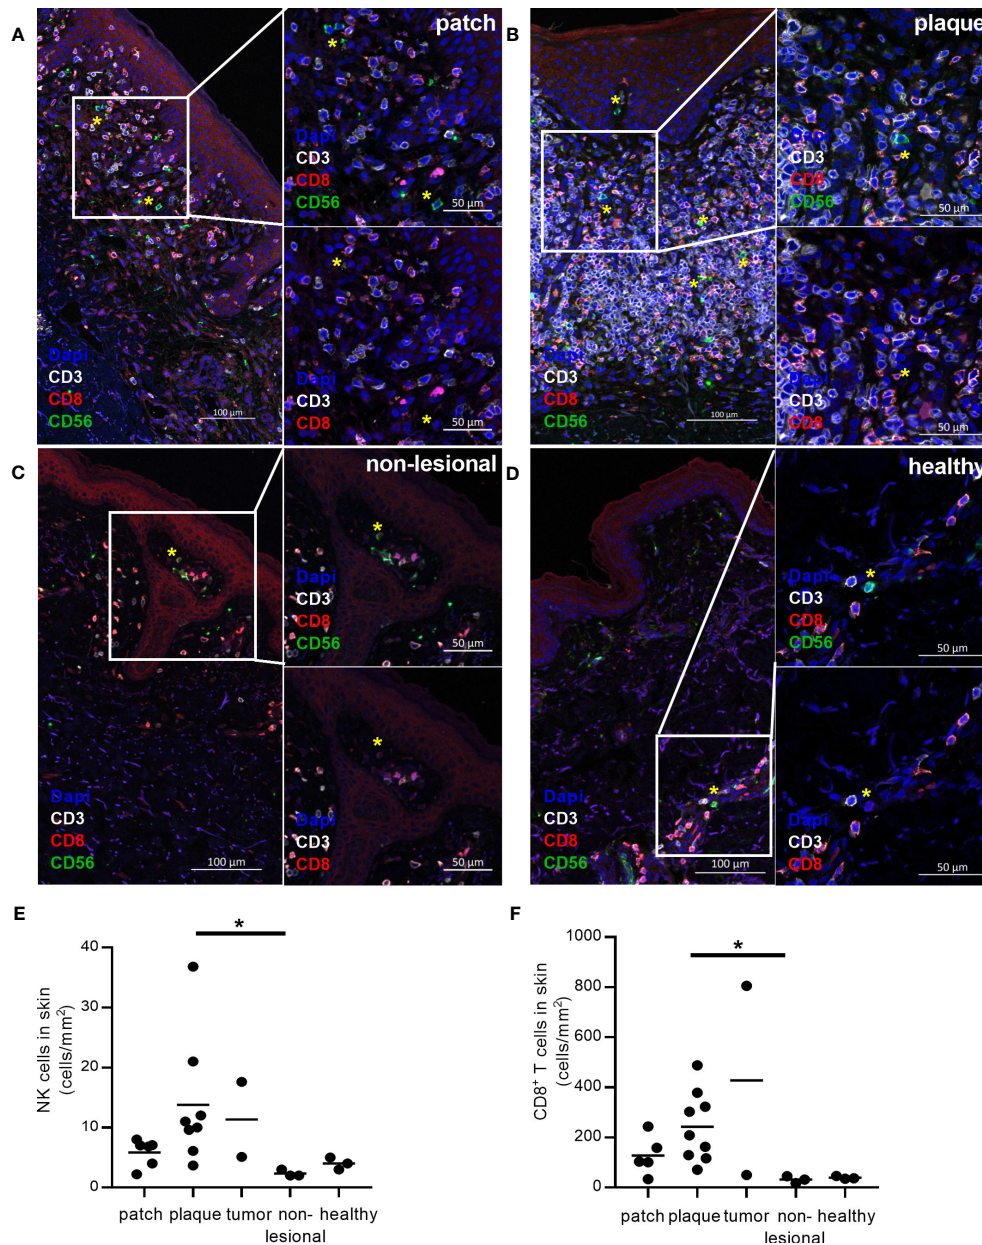 A
patch
Dapi
CD3
CD8
CD56
100 µm
Dapi
CD3
CD8
CD56
50 µm
Dapi
CD3
CD8
50 µm
B
plaque
Dapi
CD3
CD8
CD56
100 µm
Dapi
CD3
CD8
CD56
50 µm
Dapi
CD3
CD8
50 µm
C
non-lesional
Dapi
CD3
CD8
CD56
100 µm
Dapi
CD3
CD8
CD56
50 µm
Dapi
CD3
CD8
50 µm
D
healthy
Dapi
CD3
CD8
CD56
100 µm
Dapi
CD3
CD8
CD56
50 µm
Dapi
CD3
CD8
50 µm
E
*
NK cells in skin
(cells/mm²)
40
30
20
10
0
patch plaque tumor non- healthy
lesional
F
*
CD8⁺ T cells in skin
(cells/mm²)
1000
800
600
400
200
0
patch plaque tumor non- healthy
lesional